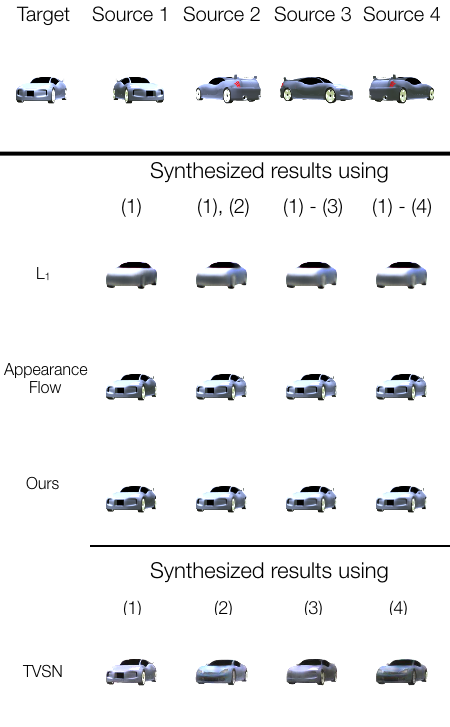 Target Source 1 Source 2 Source 3 Source 4
Synthesized results using
(1) (1), (2) (1) - (3) (1) - (4)
L₁
Appearance
Flow
Ours
Synthesized results using
(1) (2) (3) (4)
TVSN